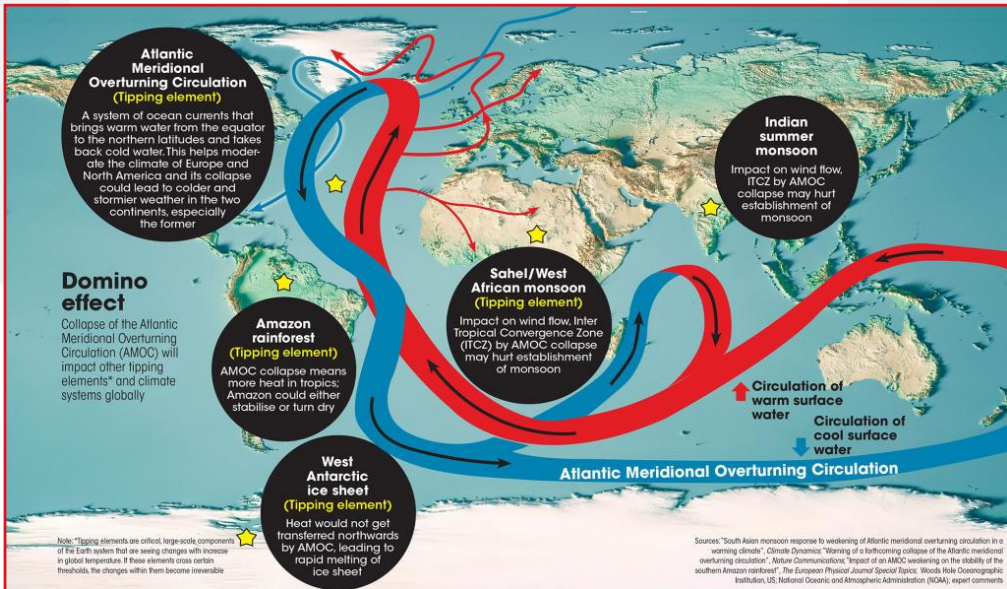 Atlantic
Meridional
Overturning Circulation
(Tipping element)
A system of ocean currents that
brings warm water from the equator
to the northern latitudes and takes
back cold water. This helps moder-
ate the climate of Europe and
North America and its collapse
could lead to colder and
stormier weather in the two
continents, especially
the former
Indian
summer
monsoon
Impact on wind flow,
ITCZ by AMOC
collapse may hurt
establishment of
monsoon
Domino
effect
Collapse of the Atlantic
Meridional Overturning
Circulation (AMOC) will
impact other tipping
elements* and climate
systems globally
Sahel/West
African monsoon
(Tipping element)
Impact on wind flow, Inter
Tropical Convergence Zone
(ITCZ) by AMOC collapse
may hurt establishment
of monsoon
Amazon
rainforest
(Tipping element)
AMOC collapse means
more heat in tropics;
Amazon could either
stabilise or turn dry
Circulation of
warm surface
water
Circulation of
cool surface
water
Atlantic Meridional Overturning Circulation
West
Antarctic
ice sheet
(Tipping element)
Heat would not get
transferred northwards
by AMOC, leading to
rapid melting of
ice sheet
Note: *Tipping elements are critical, large-scale components
of the Earth system that are seeing changes with increase
in global temperature. If these elements cross certain
thresholds, the changes within them become irreversible
Sources: "South Asian monsoon response to weakening of Atlantic meridional overturning circulation in a
warming climate", Climate Dynamics; "Warning of a forthcoming collapse of the Atlantic meridional
overturning circulation", Nature Communications; "Impact of an AMOC weakening on the stability of the
southern Amazon rainforest", The European Physical Journal Special Topics; Woods Hole Oceanographic
Institution, US; National Oceanic and Atmospheric Administration (NOAA); expert comments